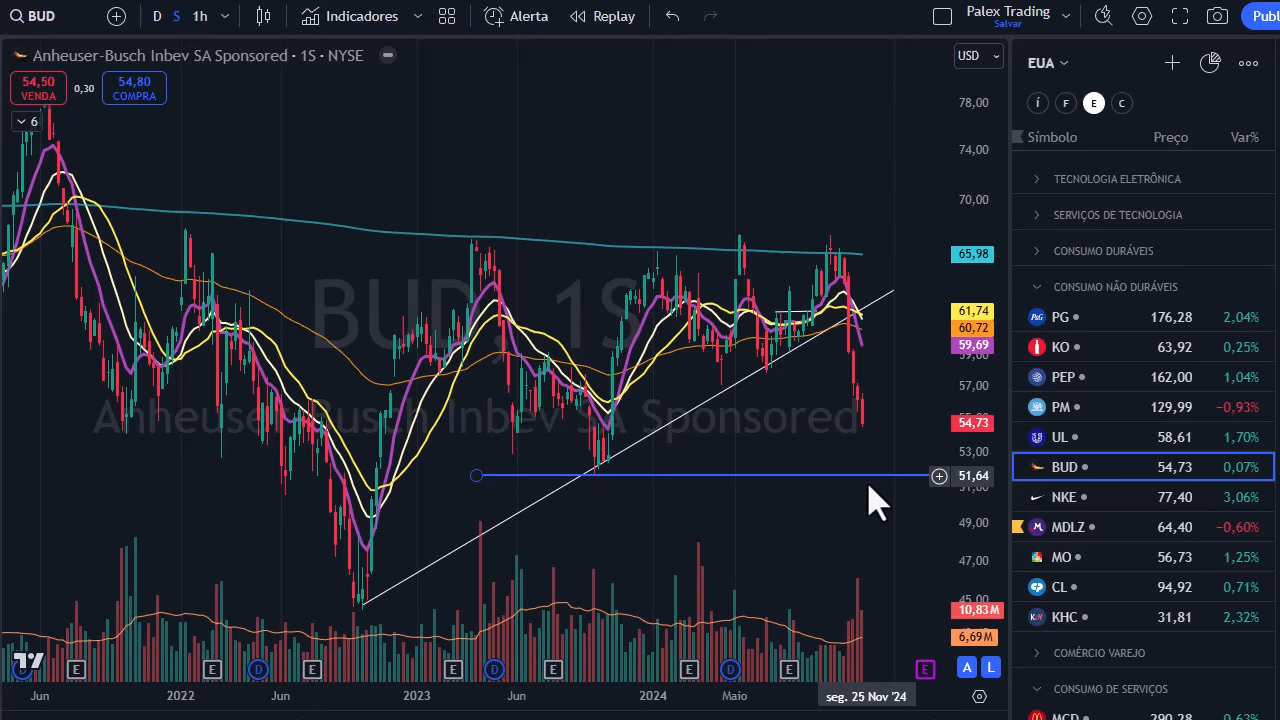 BUD
D
S
1h
Indicadores
Alerta
Replay
Palex Trading
Salvar
Publ
Anheuser-Busch Inbev SA Sponsored · 1S · NYSE
USD
54,50
VENDA
0,30
54,80
COMPRA
6
BUD, 1S
Anheuser-Busch Inbev SA Sponsored
78,00
74,00
70,00
65,98
61,74
60,72
59,69
59,00
57,00
54,73
53,00
51,64
49,00
47,00
45,00
10,83 M
6,69 M
A
L
D
E
D
E
E
D
E
E
D
E
E
Jun
2022
Jun
2023
Jun
2024
Maio
seg. 25 Nov '24
EUA
Í
F
E
C
Símbolo Preço Var%
TECNOLOGIA ELETRÔNICA
SERVIÇOS DE TECNOLOGIA
CONSUMO DURÁVEIS
CONSUMO NÃO DURÁVEIS
PG 176,28 2,04%
KO 63,92 0,25%
PEP 162,00 1,04%
PM 129,99 −0,93%
UL 58,61 1,70%
BUD 54,73 0,07%
NKE 77,40 3,06%
MDLZ 64,40 −0,60%
MO 56,73 1,25%
CL 94,92 0,71%
KHC 31,81 2,32%
COMÉRCIO VAREJO
CONSUMO DE SERVIÇOS
MCD 290,28 0,63%